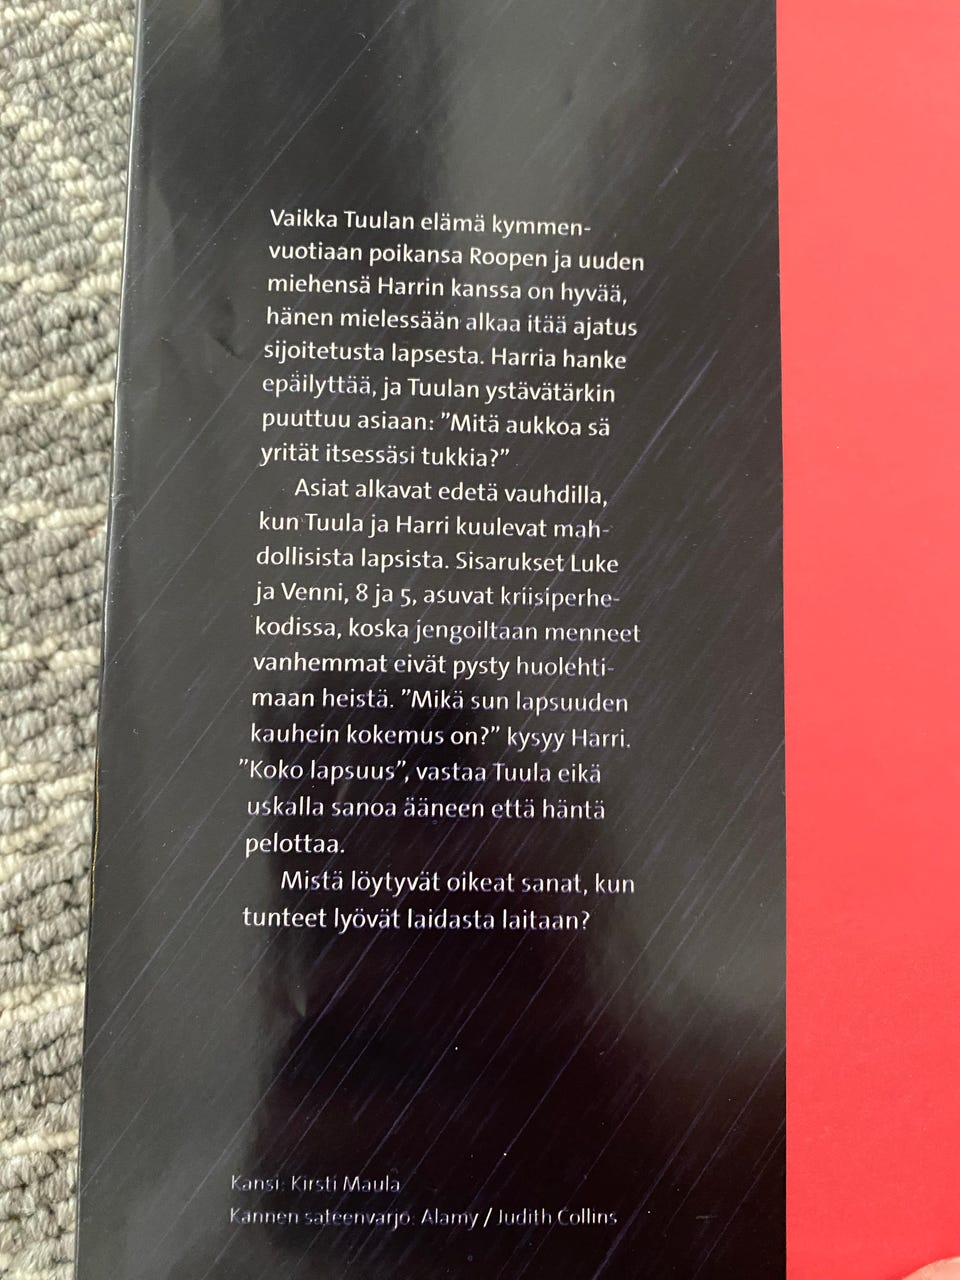 Vaikka Tuulan elämä kymmen-
vuotiaan poikansa Roopen ja uuden
miehensä Harrin kanssa on hyvää,
hänen mielessään alkaa itää ajatus
sijoitetusta lapsesta. Harria hanke
epäilyttää, ja Tuulan ystävätärkin
puuttuu asiaan: ”Mitä aukkoa sä
yrität itsessäsi tukkia?”
Asiat alkavat edetä vauhdilla,
kun Tuula ja Harri kuulevat mah-
dollisista lapsista. Sisarukset Luke
ja Venni, 8 ja 5, asuvat kriisiperhe-
kodissa, koska jengoiltaan menneet
vanhemmat eivät pysty huolehti-
maan heistä. ”Mikä sun lapsuuden
kauhein kokemus on?” kysyy Harri.
”Koko lapsuus”, vastaa Tuula eikä
uskalla sanoa ääneen että häntä
pelottaa.
Mistä löytyvät oikeat sanat, kun
tunteet lyövät laidasta laitaan?
Kansi: Kirsti Maula
Kannen sateenvarjo: Alamy / Judith Collins